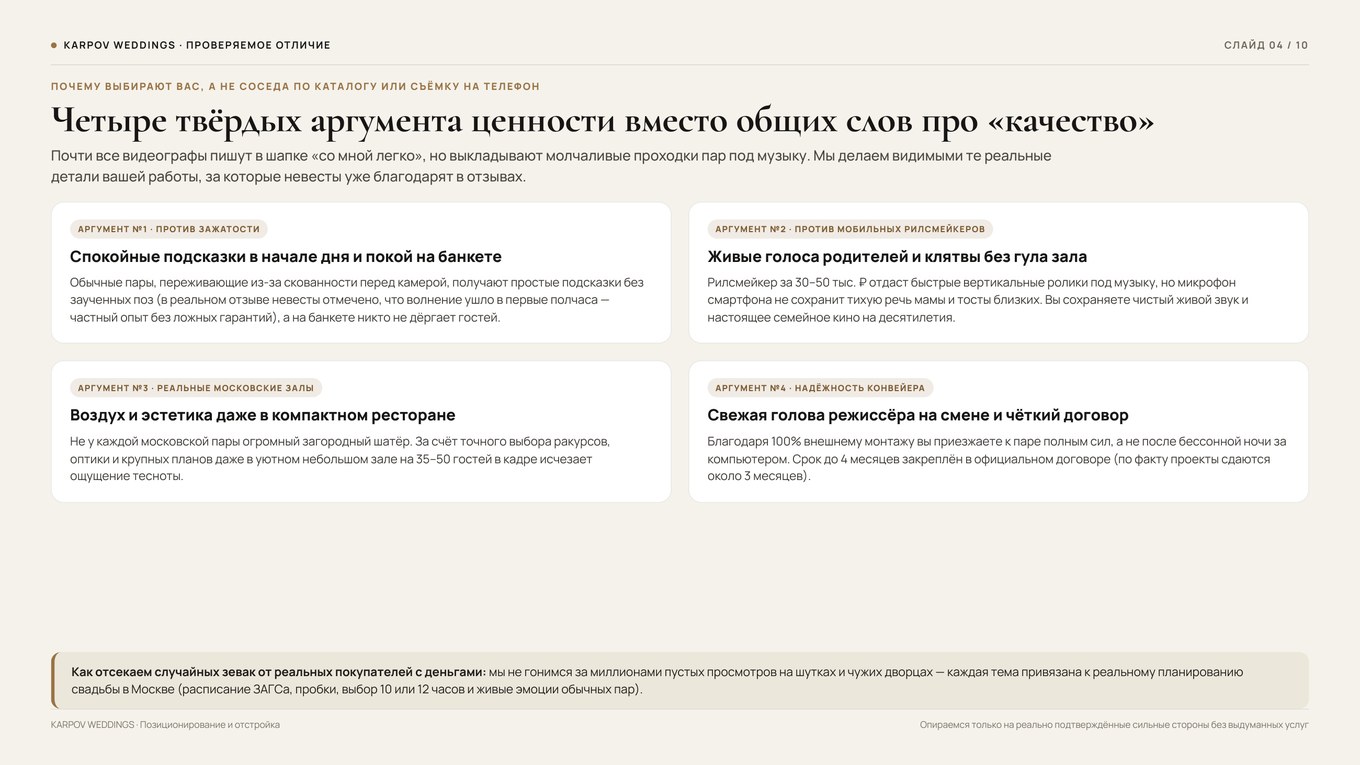 KARPOV WEDDINGS · ПРОВЕРЯЕМОЕ ОТЛИЧИЕ
СЛАЙД 04 / 10
ПОЧЕМУ ВЫБИРАЮТ ВАС, А НЕ СОСЕДА ПО КАТАЛОГУ ИЛИ СЪЁМКУ НА ТЕЛЕФОН
Четыре твёрдых аргумента ценности вместо общих слов про «качество»
Почти все видеографы пишут в шапке «со мной легко», но выкладывают молчаливые проходки пар под музыку. Мы делаем видимыми те реальные
детали вашей работы, за которые невесты уже благодарят в отзывах.
АРГУМЕНТ №1 · ПРОТИВ ЗАЖАТОСТИ
Спокойные подсказки в начале дня и покой на банкете
Обычные пары, переживающие из-за скованности перед камерой, получают простые подсказки без
заученных поз (в реальном отзыве невесты отмечено, что волнение ушло в первые полчаса —
частный опыт без ложных гарантий), а на банкете никто не дёргает гостей.
АРГУМЕНТ №2 · ПРОТИВ МОБИЛЬНЫХ РИЛСМЕЙКЕРОВ
Живые голоса родителей и клятвы без гула зала
Рилсмейкер за 30–50 тыс. ₽ отдаст быстрые вертикальные ролики под музыку, но микрофон
смартфона не сохранит тихую речь мамы и тосты близких. Вы сохраняете чистый живой звук и
настоящее семейное кино на десятилетия.
АРГУМЕНТ №3 · РЕАЛЬНЫЕ МОСКОВСКИЕ ЗАЛЫ
Воздух и эстетика даже в компактном ресторане
Не у каждой московской пары огромный загородный шатёр. За счёт точного выбора ракурсов,
оптики и крупных планов даже в уютном небольшом зале на 35–50 гостей в кадре исчезает
ощущение тесноты.
АРГУМЕНТ №4 · НАДЁЖНОСТЬ КОНВЕЙЕРА
Свежая голова режиссёра на смене и чёткий договор
Благодаря 100% внешнему монтажу вы приезжаете к паре полным сил, а не после бессонной ночи за
компьютером. Срок до 4 месяцев закреплён в официальном договоре (по факту проекты сдаются
около 3 месяцев).
Как отсекаем случайных зевак от реальных покупателей с деньгами: мы не гонимся за миллионами пустых просмотров на шутках и чужих дворцах — каждая тема привязана к реальному планированию
свадьбы в Москве (расписание ЗАГСа, пробки, выбор 10 или 12 часов и живые эмоции обычных пар).
KARPOV WEDDINGS · Позиционирование и отстройка
Опираемся только на реально подтверждённые сильные стороны без выдуманных услуг